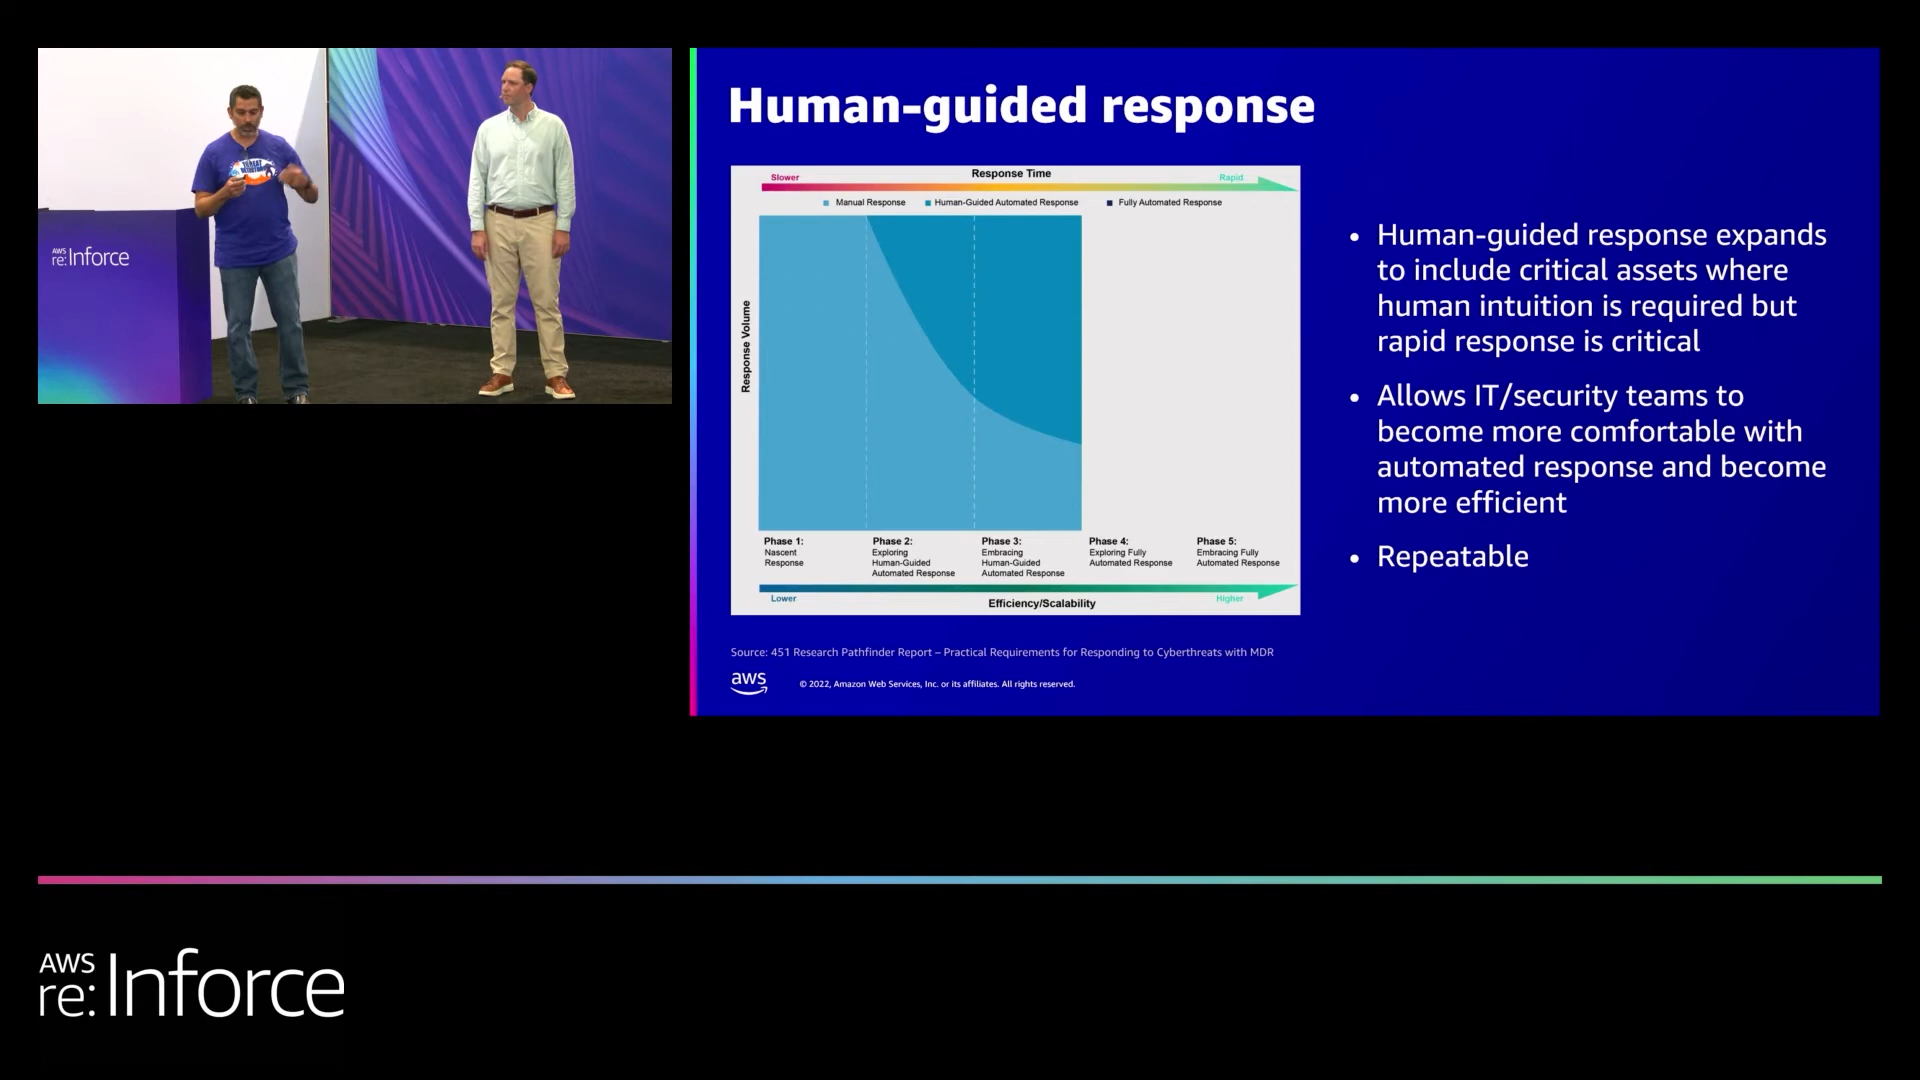 THREAT
AWS
re:Inforce
Human-guided response
Response Time
Slower
Rapid
Manual Response
Human-Guided Automated Response
Fully Automated Response
Response Volume
Phase 1:
Nascent
Response
Phase 2:
Exploring
Human-Guided
Automated Response
Phase 3:
Embracing
Human-Guided
Automated Response
Phase 4:
Exploring Fully
Automated Response
Phase 5:
Embracing Fully
Automated Response
Lower
Higher
Efficiency/Scalability
• Human-guided response expands
to include critical assets where
human intuition is required but
rapid response is critical
• Allows IT/security teams to
become more comfortable with
automated response and become
more efficient
• Repeatable
Source: 451 Research Pathfinder Report – Practical Requirements for Responding to Cyberthreats with MDR
aws
© 2022, Amazon Web Services, Inc. or its affiliates. All rights reserved.
AWS
re:Inforce